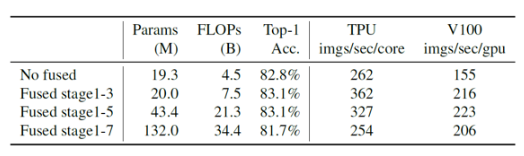 Params FLOPs Top-1 TPU V100
(M) (B) Acc. imgs/sec/core imgs/sec/gpu
No fused 19.3 4.5 82.8% 262 155
Fused stage1-3 20.0 7.5 83.1% 362 216
Fused stage1-5 43.4 21.3 83.1% 327 223
Fused stage1-7 132.0 34.4 81.7% 254 206